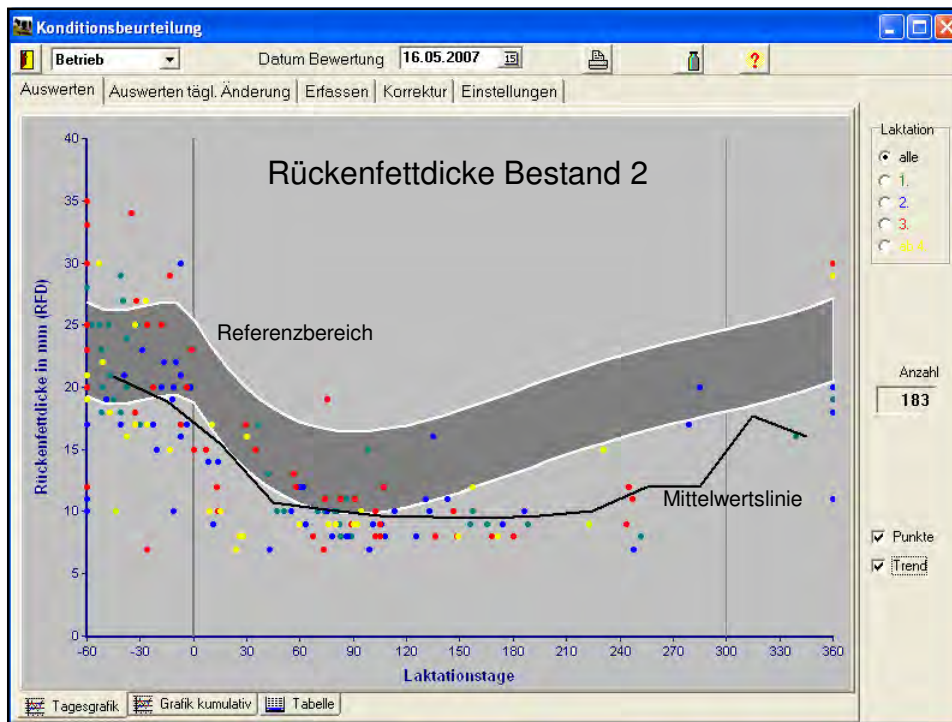 Konditionsbeurteilung
Betrieb Datum Bewertung 16.05.2007 15 ?
Auswerten Auswerten tägl. Änderung Erfassen Korrektur Einstellungen
Rückenfettdicke Bestand 2
Rückenfettdicke in mm (RFD)
40
35
30
25
20
15
10
5
0
Referenzbereich
Mittelwertslinie
-60 -30 0 30 60 90 120 150 180 210 240 270 300 330 360
Laktationstage
Laktation
alle
1.
2.
3.
Anzahl
183
Punkte
Trend
Tagesgrafik Grafik kumulativ Tabelle